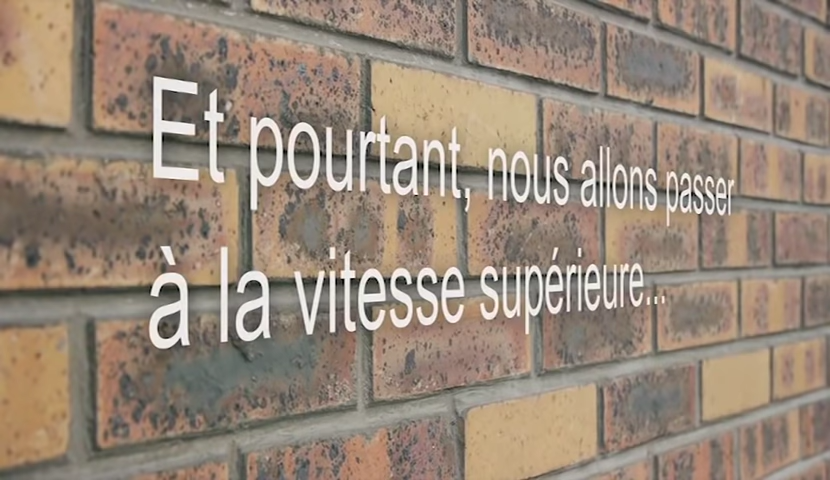 Et pourtant, nous allons passer
à la vitesse supérieure...